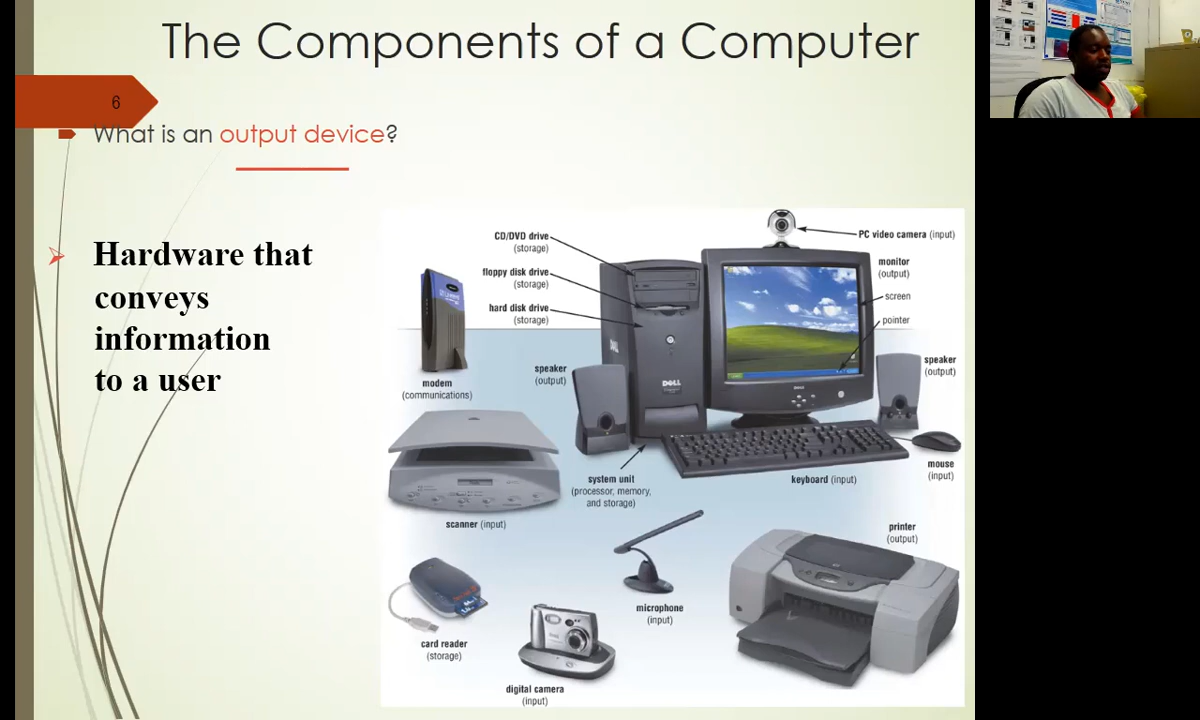 The Components of a Computer
6
What is an output device?
Hardware that
conveys
information
to a user
CD/DVD drive
(storage)
floppy disk drive
(storage)
hard disk drive
(storage)
PC video camera (input)
monitor
(output)
screen
pointer
modem
(communications)
speaker
(output)
DELL
speaker
(output)
mouse
(input)
keyboard (input)
system unit
(processor, memory,
and storage)
scanner (input)
printer
(output)
microphone
(input)
card reader
(storage)
digital camera
(input)